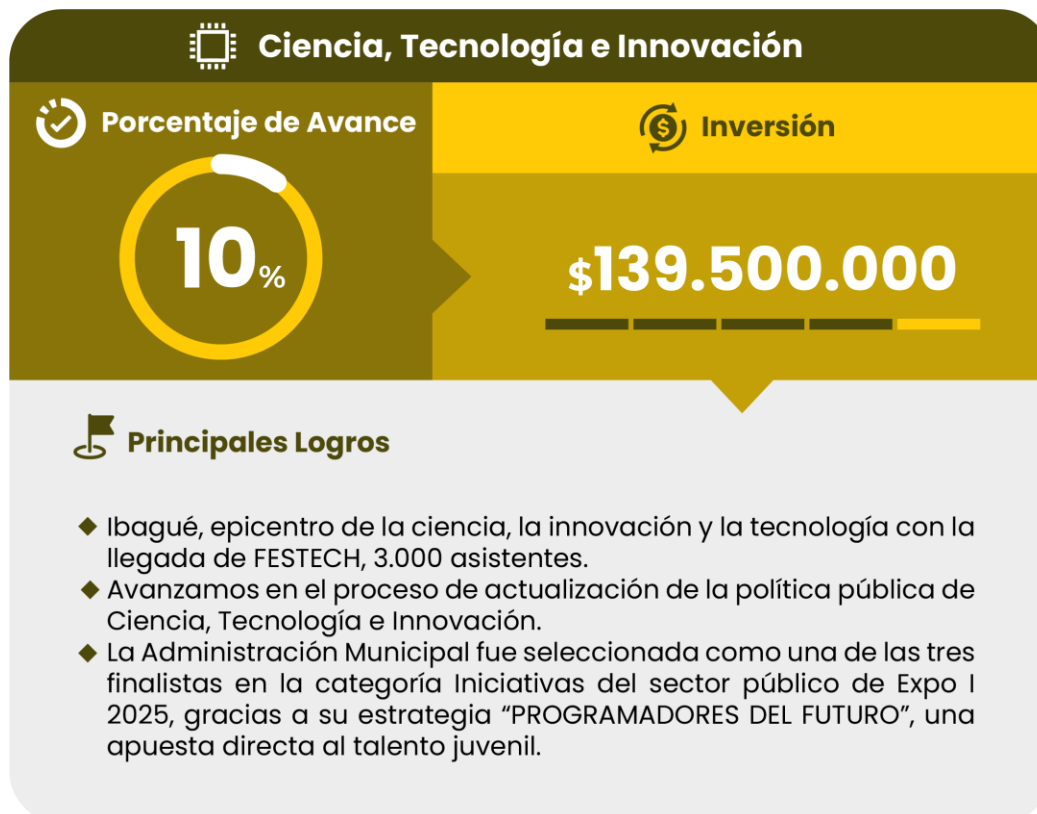 Ciencia, Tecnología e Innovación
Porcentaje de Avance
10%
Inversión
$139.500.000
Principales Logros
◆ Ibagué, epicentro de la ciencia, la innovación y la tecnología con la
llegada de FESTECH, 3.000 asistentes.
◆ Avanzamos en el proceso de actualización de la política pública de
Ciencia, Tecnología e Innovación.
◆ La Administración Municipal fue seleccionada como una de las tres
finalistas en la categoría Iniciativas del sector público de Expo I
2025, gracias a su estrategia “PROGRAMADORES DEL FUTURO”, una
apuesta directa al talento juvenil.